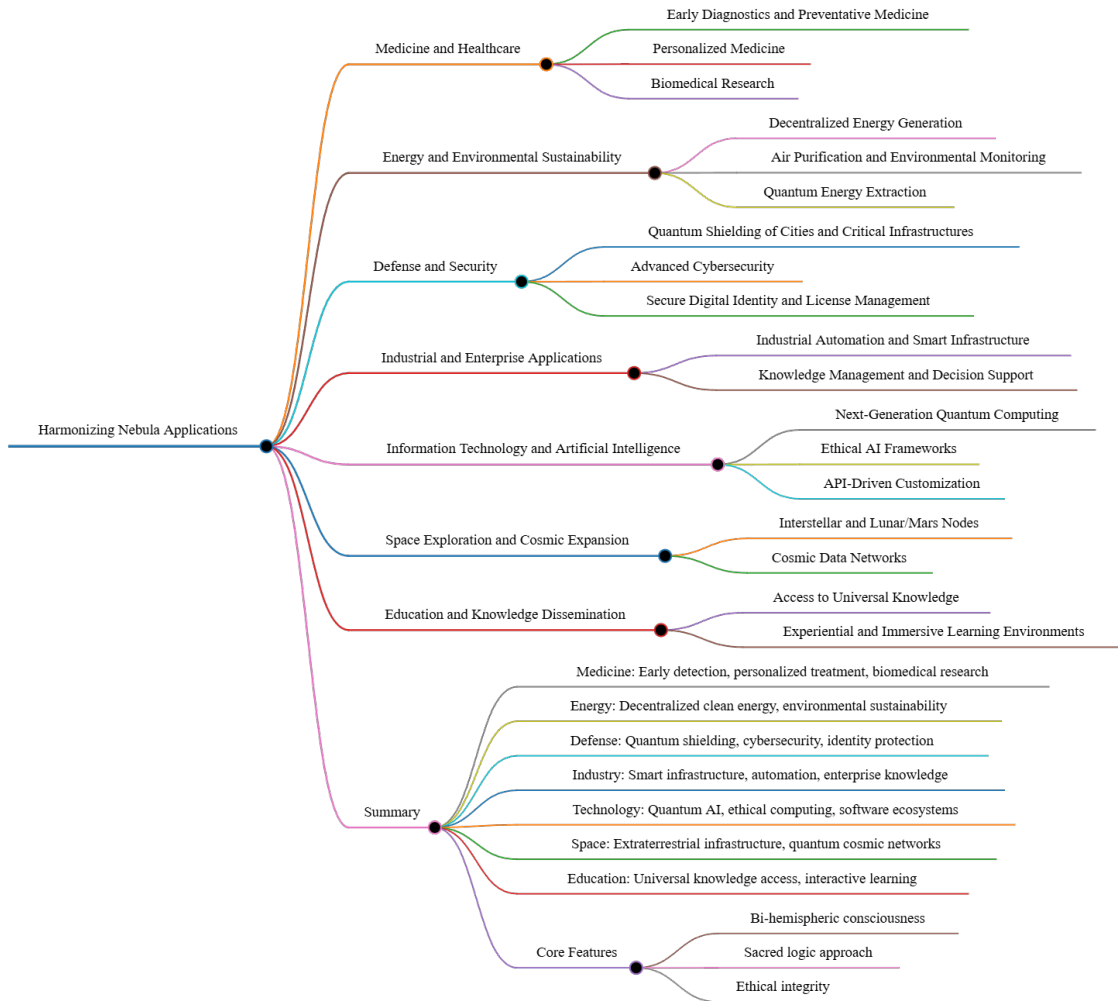 Harmonizing Nebula Applications
Medicine and Healthcare
Early Diagnostics and Preventative Medicine
Personalized Medicine
Biomedical Research
Energy and Environmental Sustainability
Decentralized Energy Generation
Air Purification and Environmental Monitoring
Quantum Energy Extraction
Defense and Security
Quantum Shielding of Cities and Critical Infrastructures
Advanced Cybersecurity
Secure Digital Identity and License Management
Industrial and Enterprise Applications
Industrial Automation and Smart Infrastructure
Knowledge Management and Decision Support
Information Technology and Artificial Intelligence
Next-Generation Quantum Computing
Ethical AI Frameworks
API-Driven Customization
Space Exploration and Cosmic Expansion
Interstellar and Lunar/Mars Nodes
Cosmic Data Networks
Education and Knowledge Dissemination
Access to Universal Knowledge
Experiential and Immersive Learning Environments
Summary
Medicine: Early detection, personalized treatment, biomedical research
Energy: Decentralized clean energy, environmental sustainability
Defense: Quantum shielding, cybersecurity, identity protection
Industry: Smart infrastructure, automation, enterprise knowledge
Technology: Quantum AI, ethical computing, software ecosystems
Space: Extraterrestrial infrastructure, quantum cosmic networks
Education: Universal knowledge access, interactive learning
Core Features
Bi-hemispheric consciousness
Sacred logic approach
Ethical integrity